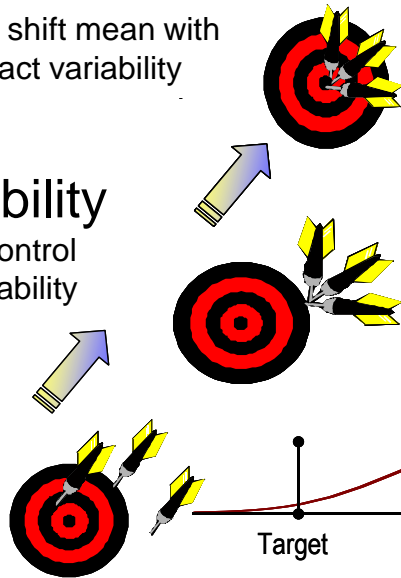 shift mean with
act variability
bility
ontrol
ability
Target